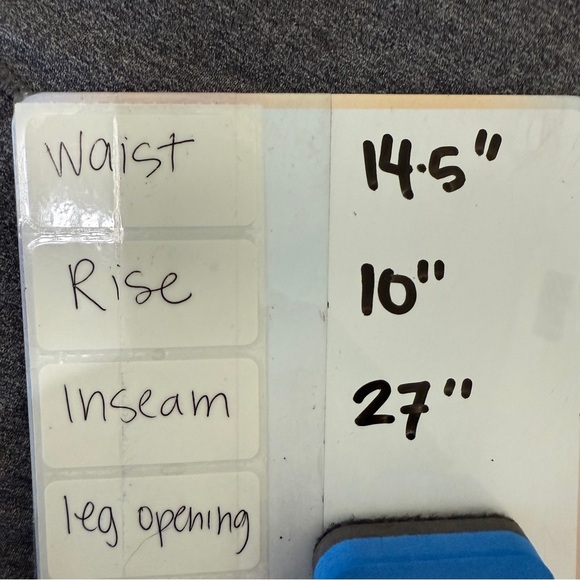 Waist 14.5"
Rise 10"
Inseam 27"
leg opening